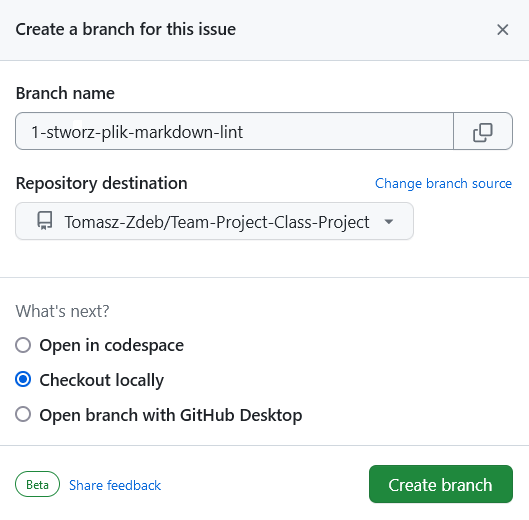 Create a branch for this issue
Branch name
1-stworz-plik-markdown-lint
Repository destination
Change branch source
Tomasz-Zdeb/Team-Project-Class-Project
What's next?
Open in codespace
Checkout locally
Open branch with GitHub Desktop
Beta
Share feedback
Create branch